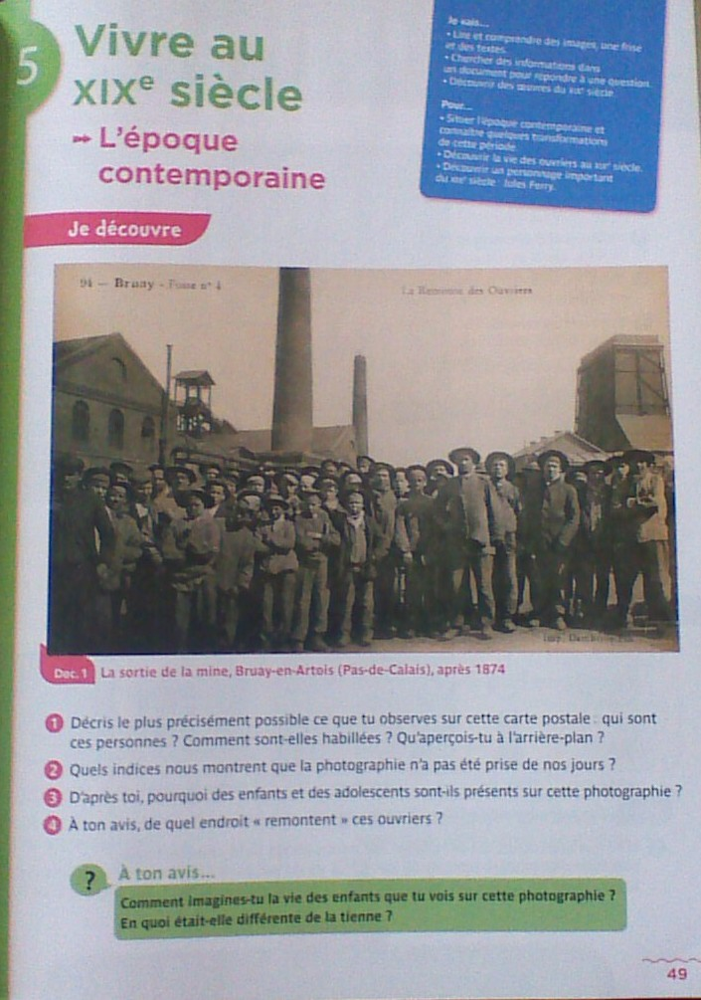 5
Vivre au
XIXe siècle
➻ L'époque
contemporaine
Je sais...
• Lire et comprendre des images, une frise
et des textes.
• Chercher des informations dans
un document pour répondre à une question.
• Découvrir des œuvres du XIXe siècle.
Pour...
• Situer l'époque contemporaine et
connaître quelques transformations
de cette période.
• Découvrir la vie des ouvriers au XIXe siècle.
• Découvrir un personnage important
du XIXe siècle : Jules Ferry.
Je découvre
94 — Bruay - Fosse n° 4
La Remonte des Ouvriers
Imp.
Doc. 1 La sortie de la mine, Bruay-en-Artois (Pas-de-Calais), après 1874
1 Décris le plus précisément possible ce que tu observes sur cette carte postale : qui sont
ces personnes ? Comment sont-elles habillées ? Qu'aperçois-tu à l'arrière-plan ?
2 Quels indices nous montrent que la photographie n'a pas été prise de nos jours ?
3 D'après toi, pourquoi des enfants et des adolescents sont-ils présents sur cette photographie ?
4 À ton avis, de quel endroit « remontent » ces ouvriers ?
? À ton avis...
Comment imagines-tu la vie des enfants que tu vois sur cette photographie ?
En quoi était-elle différente de la tienne ?
49